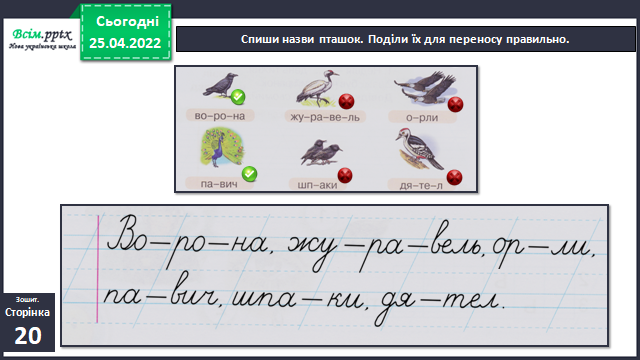 Всім.pptx
Нова українська школа
Сьогодні
25.04.2022
Спиши назви пташок. Поділи їх для переносу правильно.
во–ро–на жу–ра–ве–ль о–рли
па–вич шп–аки дя–те–л
Во–ро–на, жу–ра–вель, ор–ли,
па–вич, шпа–ки, дя–тел.
Зошит.
Сторінка
20